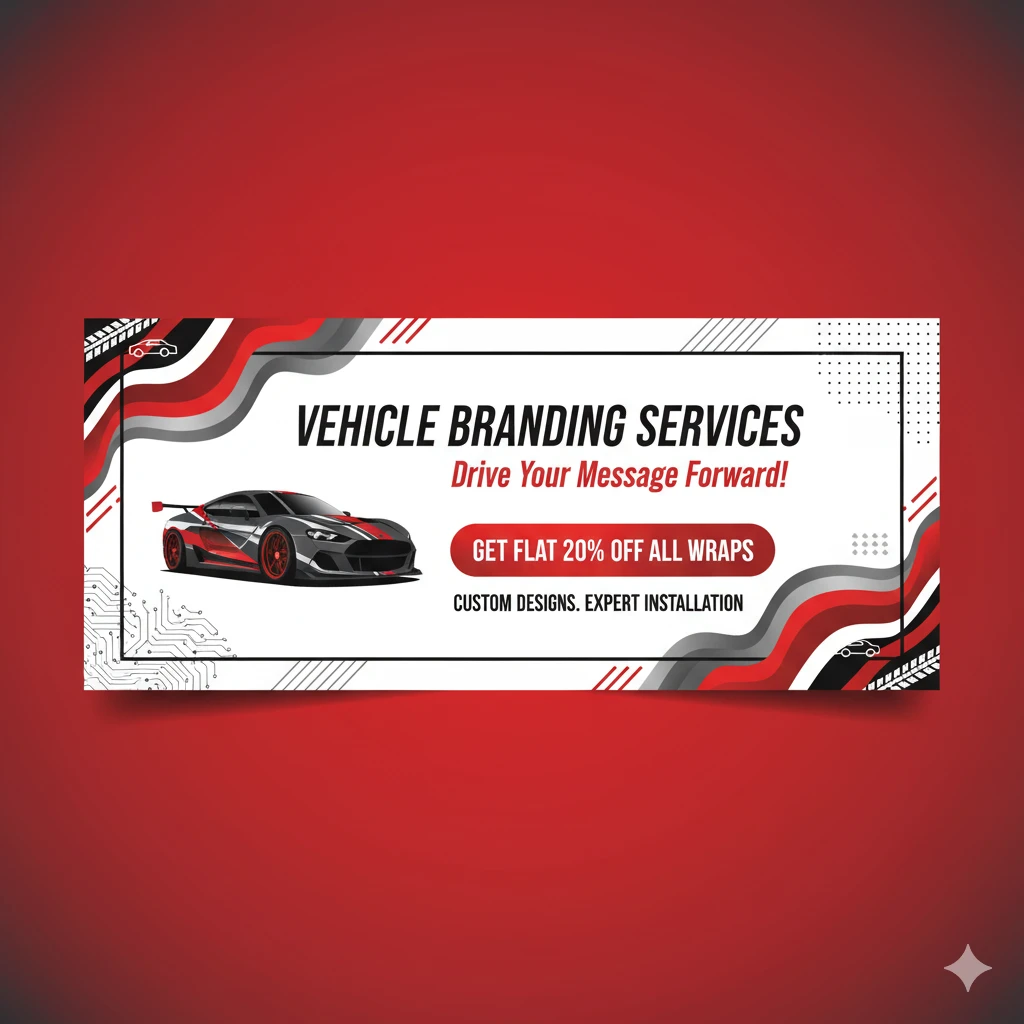 VEHICLE BRANDING SERVICES
Drive Your Message Forward!
GET FLAT 20% OFF ALL WRAPS
CUSTOM DESIGNS. EXPERT INSTALLATION